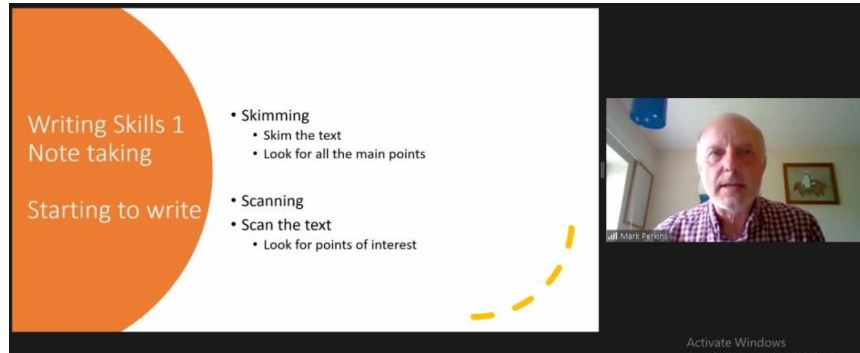 Writing Skills 1
Note taking
Starting to write
• Skimming
• Skim the text
• Look for all the main points
• Scanning
• Scan the text
• Look for points of interest
Mark Perkins
Activate Windows